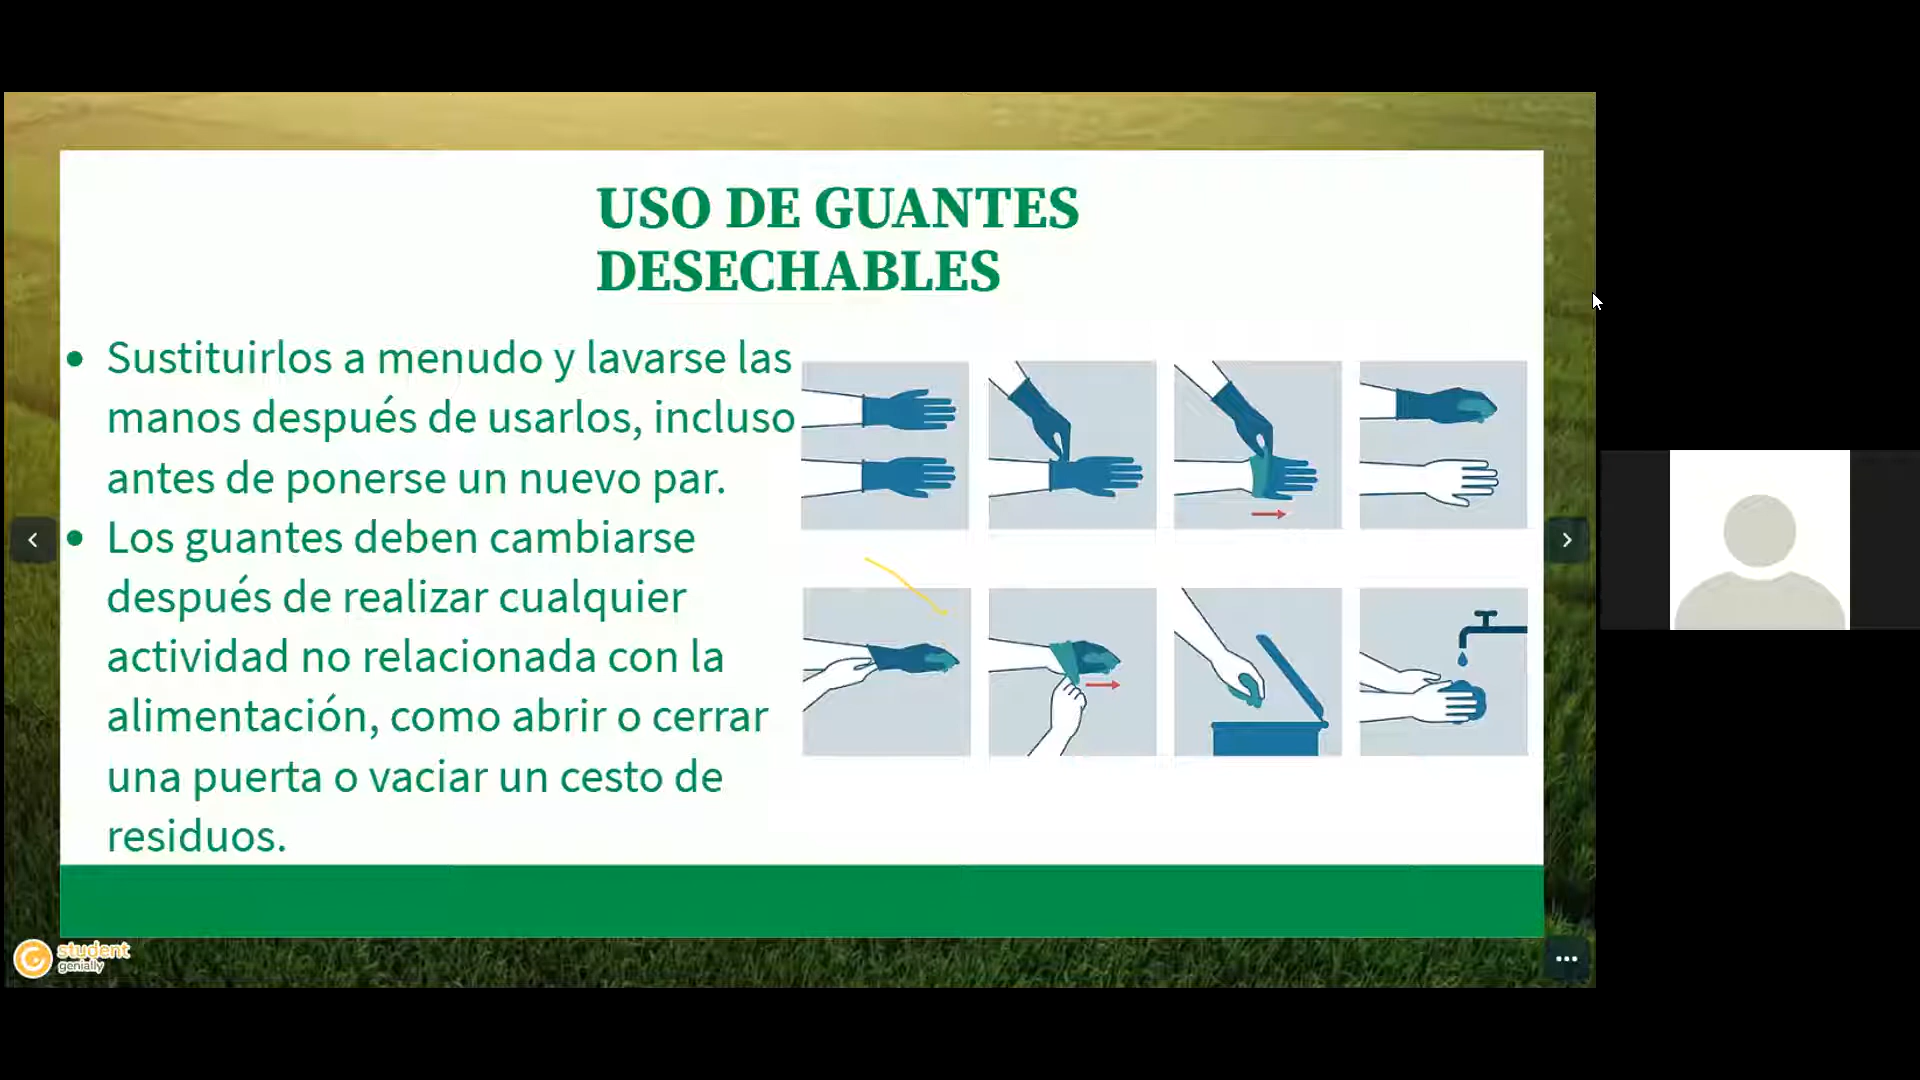 USO DE GUANTES
DESECHABLES
• Sustituirlos a menudo y lavarse las
manos después de usarlos, incluso
antes de ponerse un nuevo par.
• Los guantes deben cambiarse
después de realizar cualquier
actividad no relacionada con la
alimentación, como abrir o cerrar
una puerta o vaciar un cesto de
residuos.
student
genially